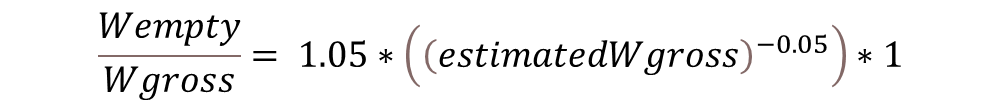 Wempty
Wgross = 1.05 * ((estimatedWgross)^−0.05) * 1